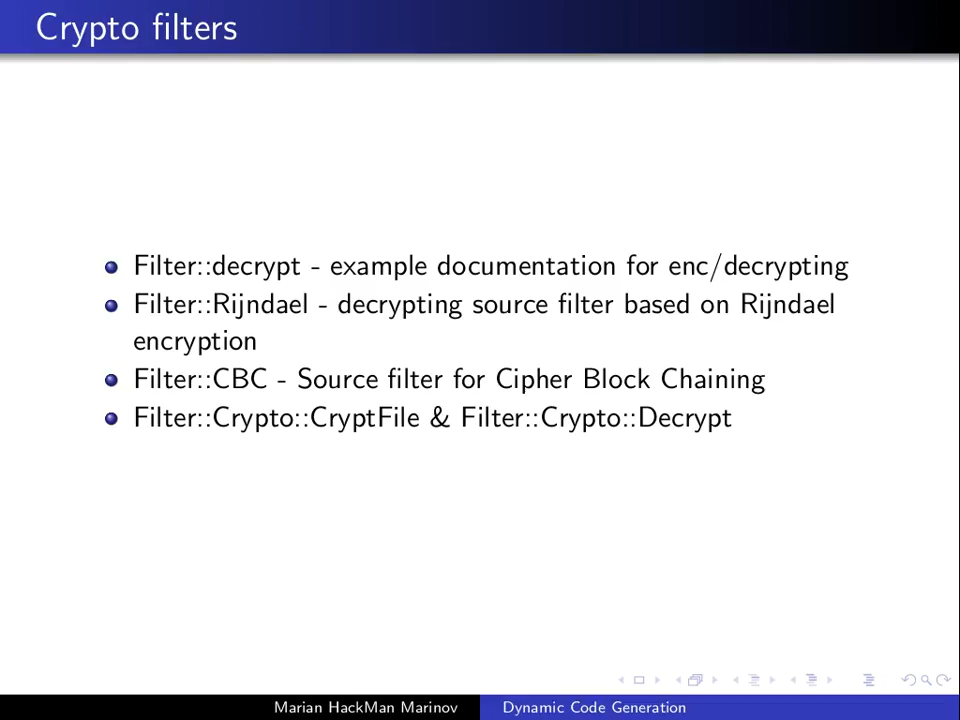 Crypto filters
Filter::decrypt - example documentation for enc/decrypting
Filter::Rijndael - decrypting source filter based on Rijndael
encryption
Filter::CBC - Source filter for Cipher Block Chaining
Filter::Crypto::CryptFile & Filter::Crypto::Decrypt
Marian HackMan Marinov
Dynamic Code Generation